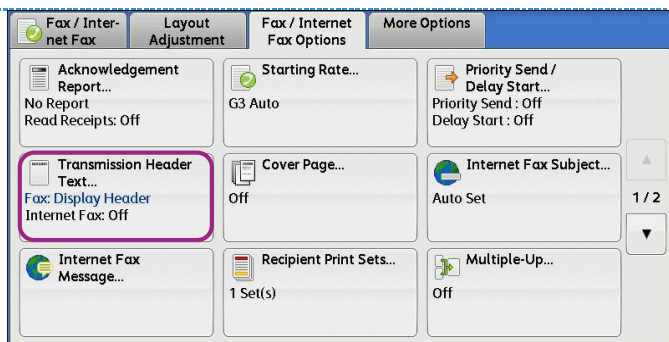 Fax / Inter-
net Fax
Layout
Adjustment
Fax / Internet
Fax Options
More Options
Acknowledgement
Report...
No Report
Read Receipts: Off
Starting Rate...
G3 Auto
Priority Send /
Delay Start...
Priority Send : Off
Delay Start : Off
Transmission Header
Text...
Fax: Display Header
Internet Fax: Off
Cover Page...
Off
Internet Fax Subject...
Auto Set
1 / 2
Internet Fax
Message...
Recipient Print Sets...
1 Set(s)
Multiple-Up...
Off